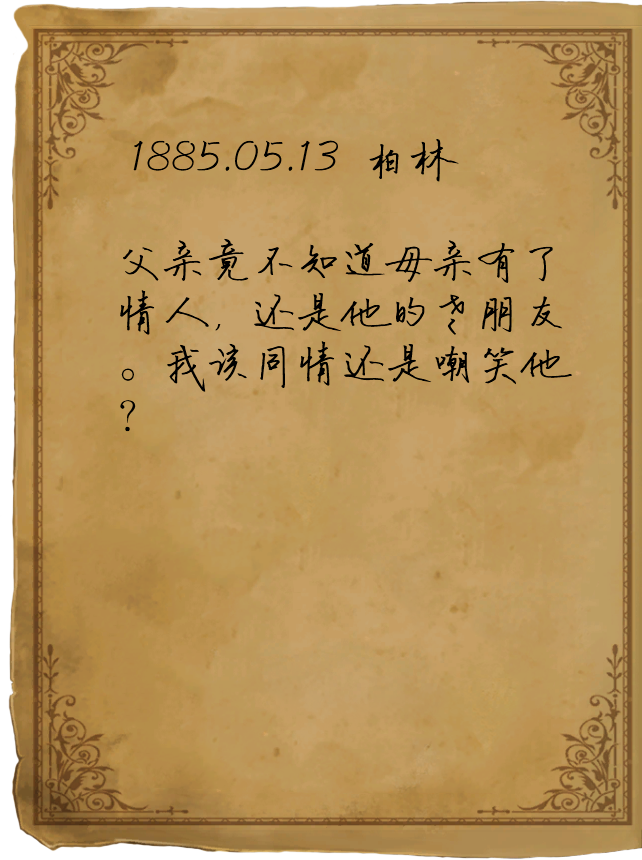 1885.05.13 柏林
父亲竟不知道母亲有了
情人，还是他的老朋友
。我该同情还是嘲笑他
？